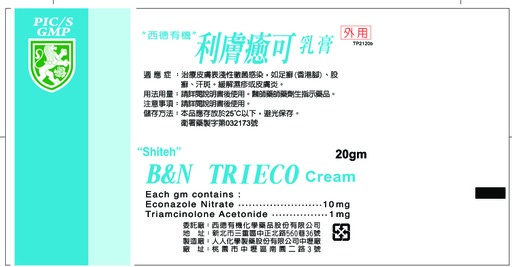 PIC/S
GMP
"西德有機"利膚癒可乳膏
外用
TP21206
適應症：治療皮膚表淺性黴菌感染，如足癬(香港腳)、股
癬、汗斑。緩解濕疹或皮膚炎。
用法用量：請詳閱說明書後使用。醫師藥師藥劑生指示藥品。
注意事項：請詳閱說明書後使用。
儲存方法：本品應存放於25℃以下，避光保存。
衛署藥製字第032173號
"Shiteh"
20gm
B&N TRIECO Cream
Each gm contains :
Econazole Nitrate ........................10mg
Triamcinolone Acetonide ................1mg
委託廠：西德有機化學藥品股份有限公司
地址：新北市三重區中正北路560巷36號
製造廠：人人化學製藥股份有限公司中壢廠
廠址：桃園市中壢區南園二路3號